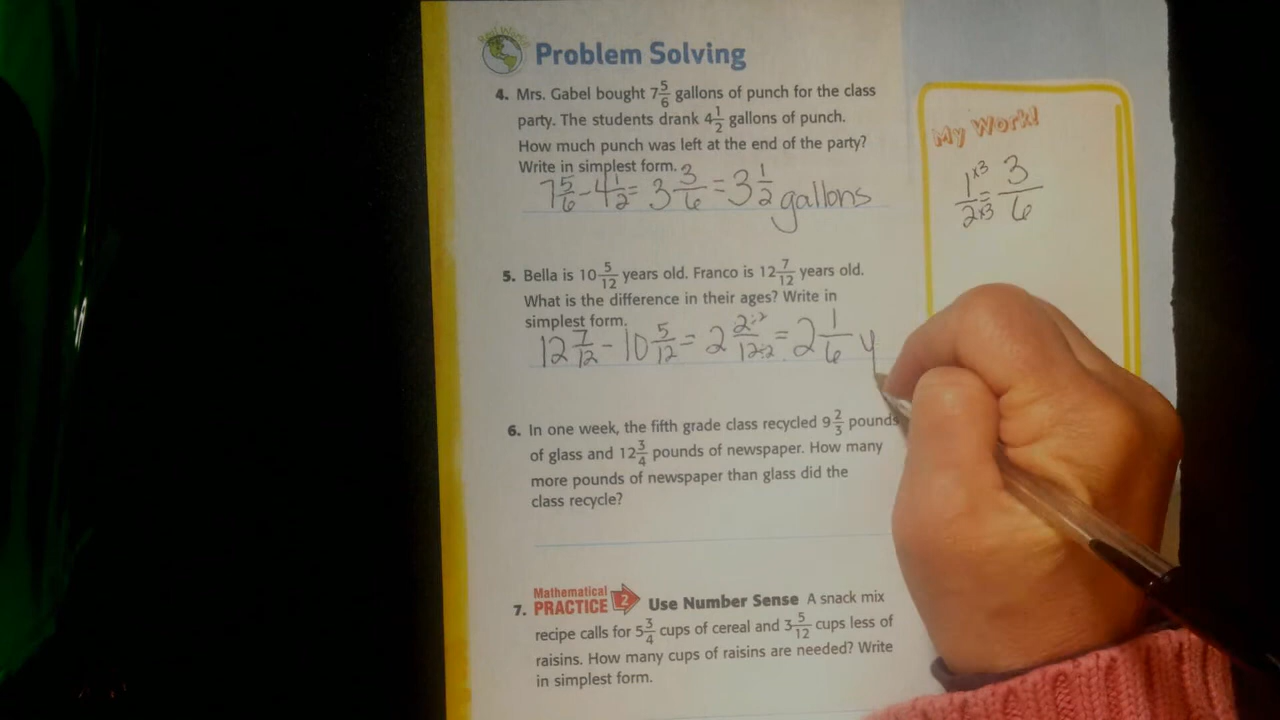 Real World
Problem Solving
4. Mrs. Gabel bought 7 5/6 gallons of punch for the class
party. The students drank 4 1/2 gallons of punch.
How much punch was left at the end of the party?
Write in simplest form.
7 5/6 - 4 1/2 = 3 3/6 = 3 1/2 gallons
5. Bella is 10 5/12 years old. Franco is 12 7/12 years old.
What is the difference in their ages? Write in
simplest form.
12 7/12 - 10 5/12 = 2 2÷2/12÷2 = 2 1/6 y
6. In one week, the fifth grade class recycled 9 2/3 pounds
of glass and 12 3/4 pounds of newspaper. How many
more pounds of newspaper than glass did the
class recycle?
Mathematical
7. PRACTICE 2 Use Number Sense A snack mix
recipe calls for 5 3/4 cups of cereal and 3 5/12 cups less of
raisins. How many cups of raisins are needed? Write
in simplest form.
My Work!
1×3/2×3 = 3/6